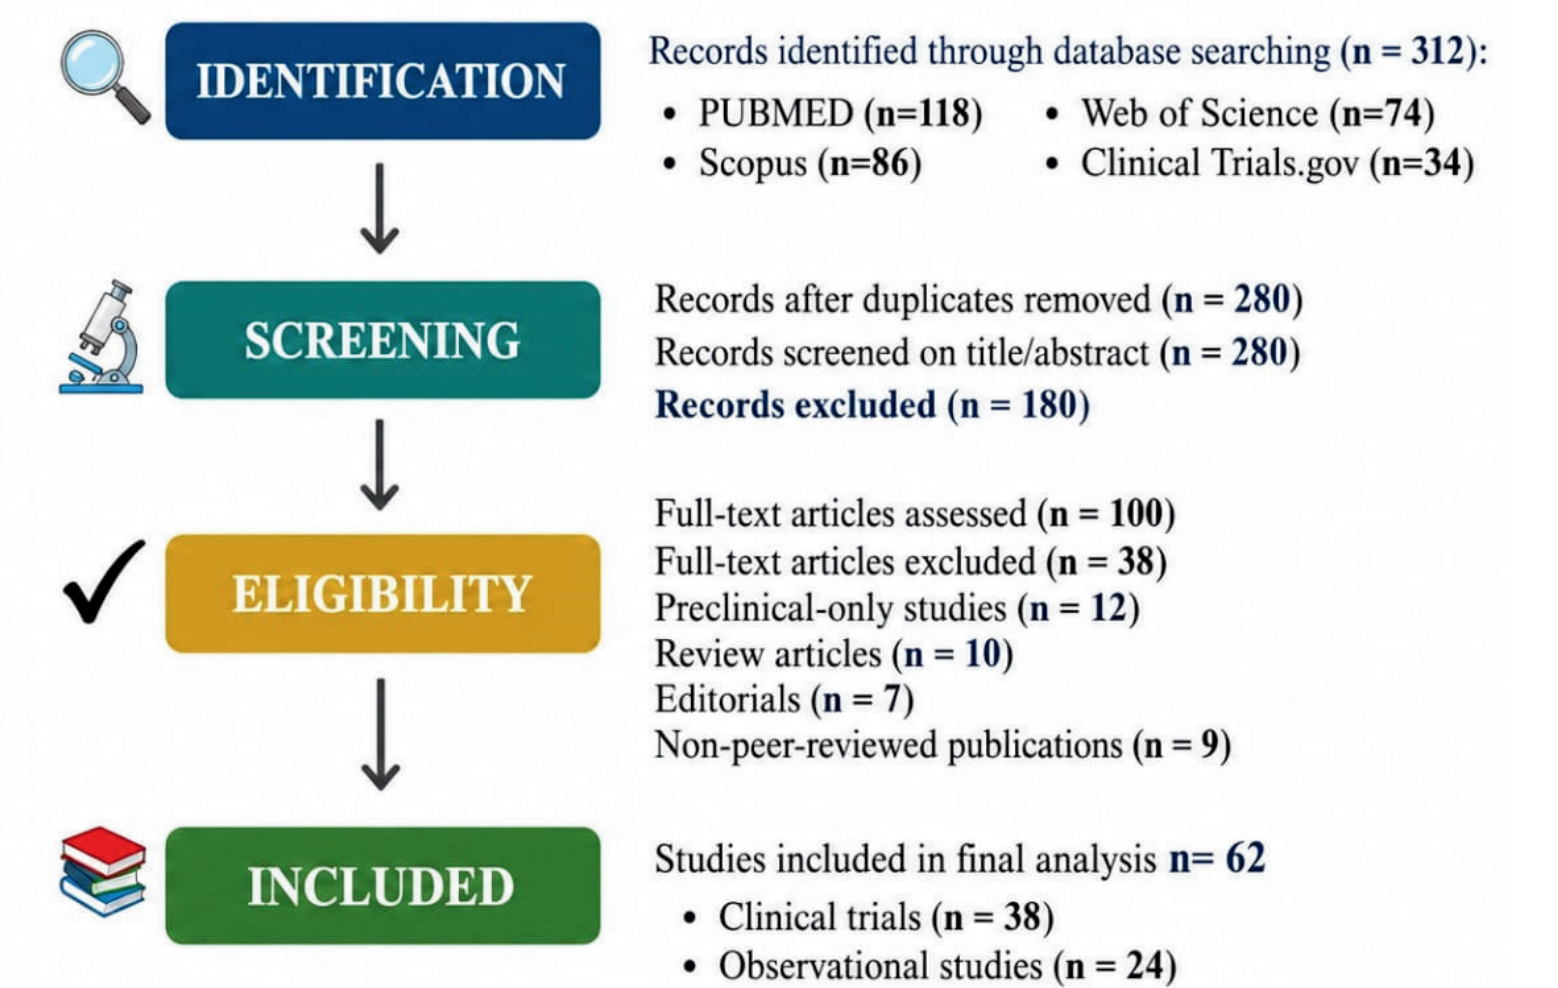 IDENTIFICATION
Records identified through database searching (n = 312):
• PUBMED (n=118)
• Web of Science (n=74)
• Scopus (n=86)
• Clinical Trials.gov (n=34)
SCREENING
Records after duplicates removed (n = 280)
Records screened on title/abstract (n = 280)
Records excluded (n = 180)
ELIGIBILITY
Full-text articles assessed (n = 100)
Full-text articles excluded (n = 38)
Preclinical-only studies (n = 12)
Review articles (n = 10)
Editorials (n = 7)
Non-peer-reviewed publications (n = 9)
INCLUDED
Studies included in final analysis n= 62
• Clinical trials (n = 38)
• Observational studies (n = 24)